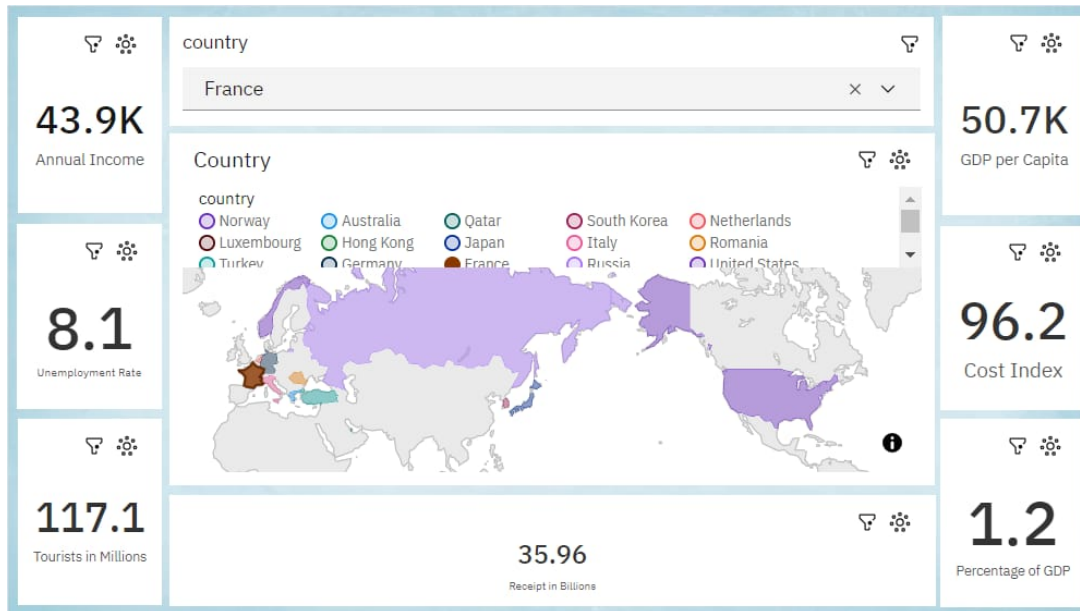 43.9K
Annual Income
8.1
Unemployment Rate
117.1
Tourists in Millions
country
France
Country
country
Norway Australia Qatar South Korea Netherlands
Luxembourg Hong Kong Japan Italy Romania
Turkey Germany France Russia United States
35.96
Receipt in Billions
50.7K
GDP per Capita
96.2
Cost Index
1.2
Percentage of GDP